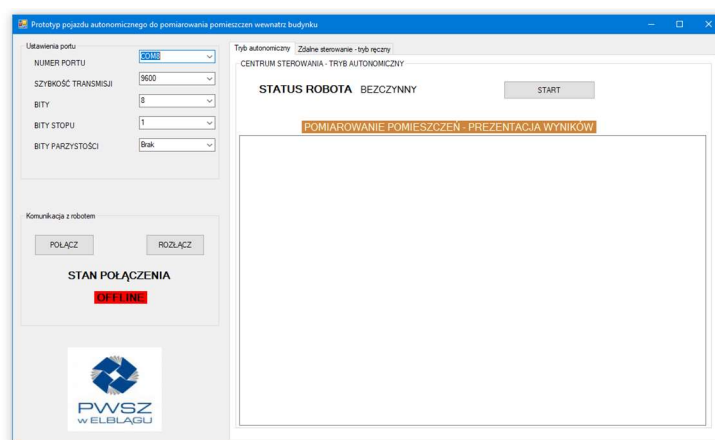 Prototyp pojazdu autonomicznego do pomiarowania pomieszczen wewnatrz budynku
Ustawienia portu
NUMER PORTU COM8
SZYBKOŚĆ TRANSMISJI 9600
BITY 8
BITY STOPU 1
BITY PARZYSTOŚCI Brak
Komunikacja z robotem
POŁĄCZ ROZŁĄCZ
STAN POŁĄCZENIA
OFFLINE
PWSZ
W ELBLĄGU
Tryb autonomiczny Zdalne sterowanie - tryb ręczny
CENTRUM STEROWANIA - TRYB AUTONOMICZNY
STATUS ROBOTA BEZCZYNNY START
POMIAROWANIE POMIESZCZEŃ - PREZENTACJA WYNIKÓW